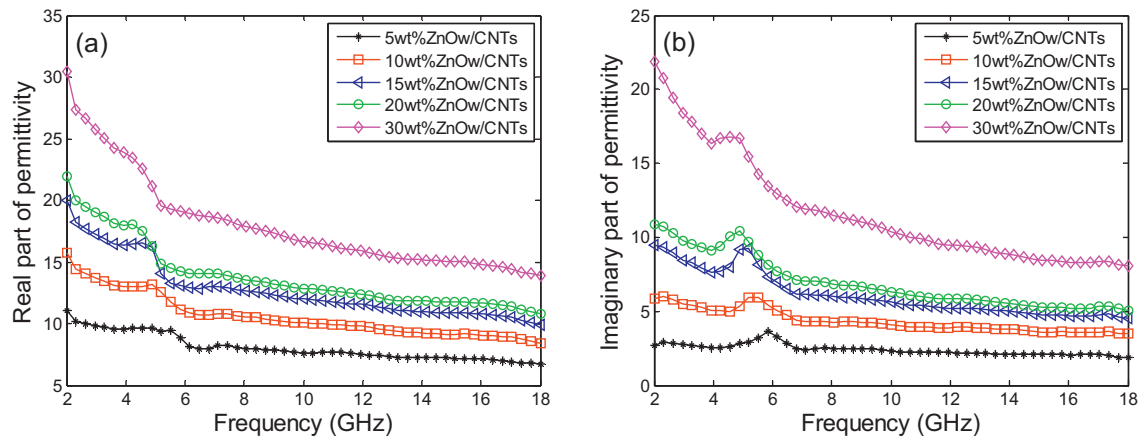 (a)
5wt%ZnOw/CNTs
10wt%ZnOw/CNTs
15wt%ZnOw/CNTs
20wt%ZnOw/CNTs
30wt%ZnOw/CNTs
Real part of permittivity
35
30
25
20
15
10
5
2 4 6 8 10 12 14 16 18
Frequency (GHz)
(b)
5wt%ZnOw/CNTs
10wt%ZnOw/CNTs
15wt%ZnOw/CNTs
20wt%ZnOw/CNTs
30wt%ZnOw/CNTs
Imaginary part of permittivity
25
20
15
10
5
0
2 4 6 8 10 12 14 16 18
Frequency (GHz)